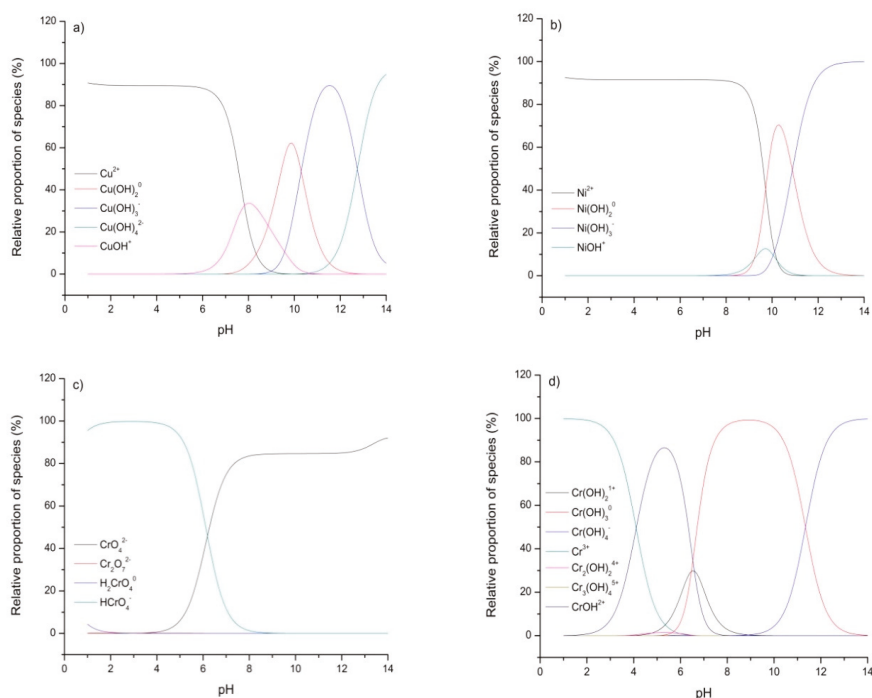 a)
Relative proportion of species (%)
120
100
80
60
40
20
0
Cu²⁺
Cu(OH)₂⁰
Cu(OH)₃⁻
Cu(OH)₄²⁻
CuOH⁺
0 2 4 6 8 10 12 14
pH
b)
Relative proportion of species (%)
120
100
80
60
40
20
0
Ni²⁺
Ni(OH)₂⁰
Ni(OH)₃⁻
NiOH⁺
0 2 4 6 8 10 12 14
pH
c)
Relative proportion of species (%)
120
100
80
60
40
20
0
CrO₄²⁻
Cr₂O₇²⁻
H₂CrO₄⁰
HCrO₄⁻
0 2 4 6 8 10 12 14
pH
d)
Relative proportion of species (%)
120
100
80
60
40
20
0
Cr(OH)₂¹⁺
Cr(OH)₃⁰
Cr(OH)₄⁻
Cr³⁺
Cr₂(OH)₂⁴⁺
Cr₃(OH)₄⁵⁺
CrOH²⁺
0 2 4 6 8 10 12 14
pH